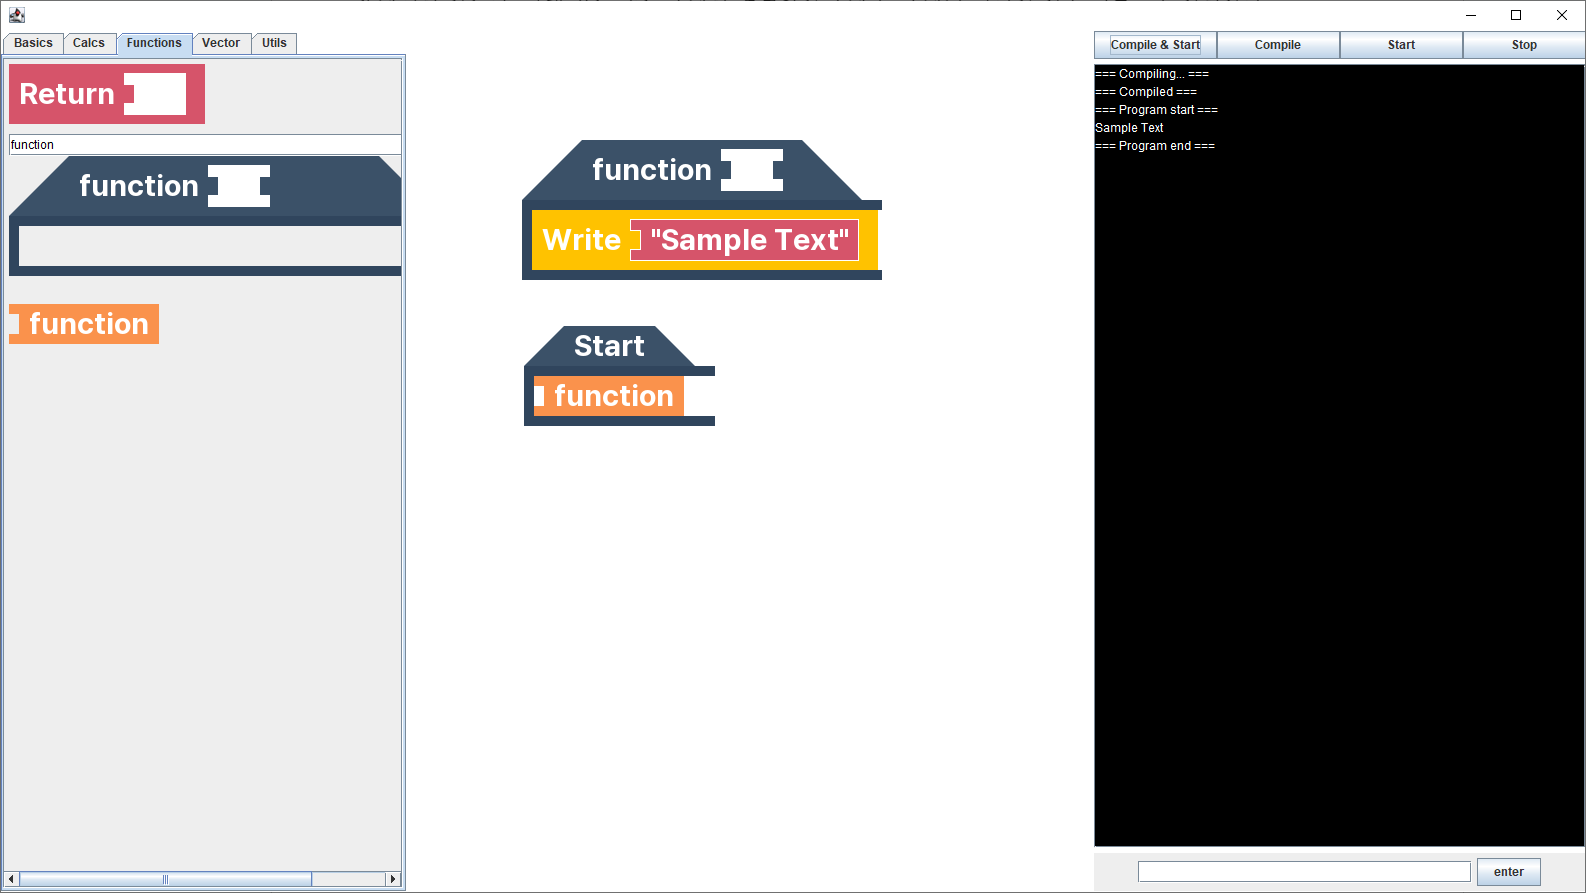 Basics Calcs Functions Vector Utils
Return
function
function
function
function
Write "Sample Text"
Start
function
Compile & Start Compile Start Stop
=== Compiling... ===
=== Compiled ===
=== Program start ===
Sample Text
=== Program end ===
enter